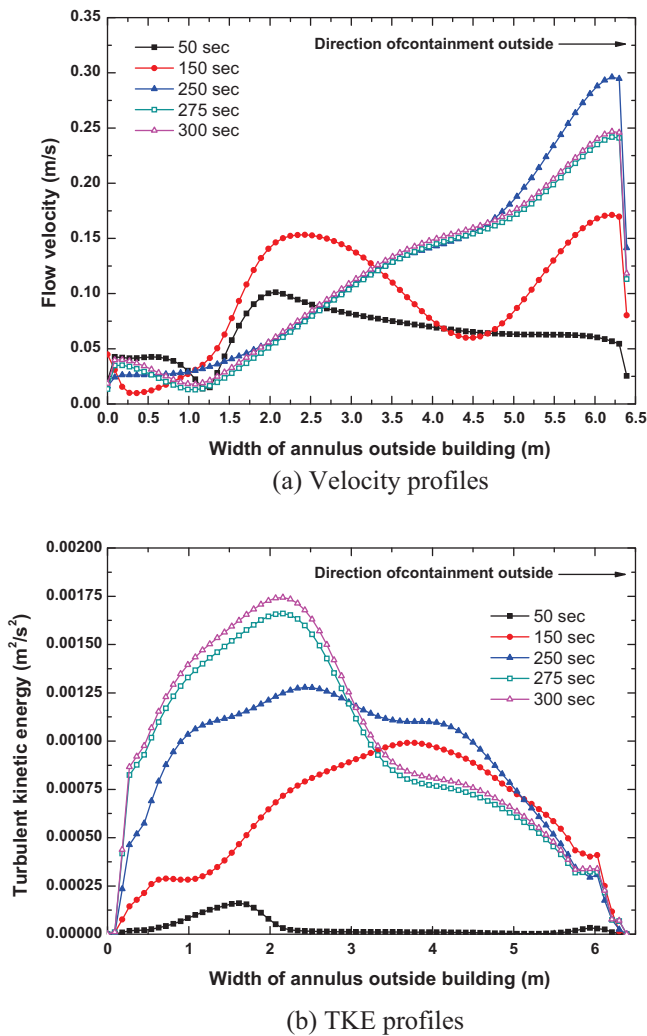 Direction ofcontainment outside
50 sec
150 sec
250 sec
275 sec
300 sec
0.35
0.30
0.25
0.20
0.15
0.10
0.05
0.00
Flow velocity (m/s)
0.0 0.5 1.0 1.5 2.0 2.5 3.0 3.5 4.0 4.5 5.0 5.5 6.0 6.5
Width of annulus outside building (m)
(a) Velocity profiles
Direction ofcontainment outside
50 sec
150 sec
250 sec
275 sec
300 sec
0.00200
0.00175
0.00150
0.00125
0.00100
0.00075
0.00050
0.00025
0.00000
Turbulent kinetic energy (m²/s²)
0 1 2 3 4 5 6
Width of annulus outside building (m)
(b) TKE profiles